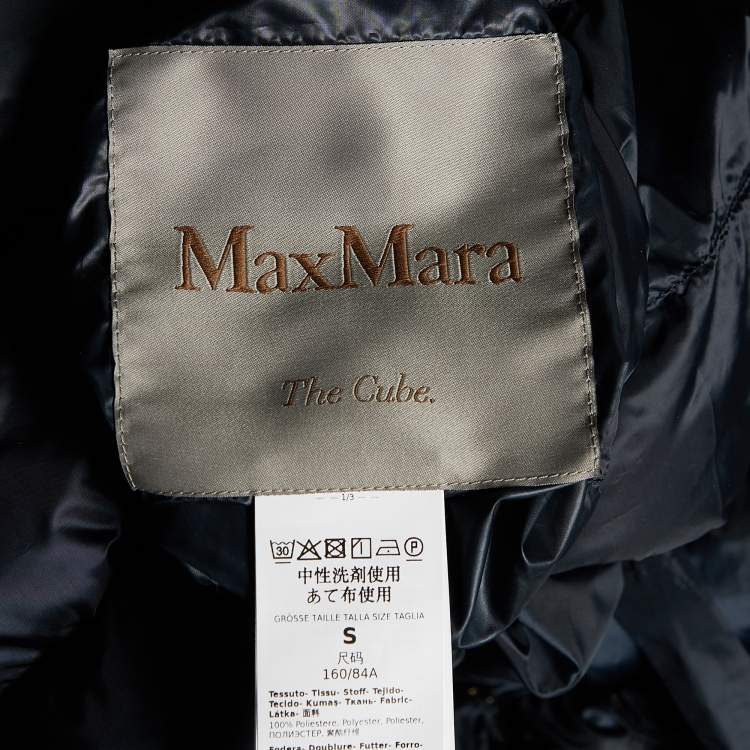 MaxMara
The Cube.
1/3
30 P
中性洗剤使用
あて布使用
GRÖSSE TAILLE TALLA SIZE TAGLIA
S
尺码
160/84A
Tessuto- Tissu- Stoff- Tejido-
Tecido- Kumaş- Ткань- Fabric-
Látka- 面料
100% Poliestere, Polyester, Poliester,
ПОЛИЭСТЕР, 聚酯纤维
Fodera- Doublure- Futter- Forro-